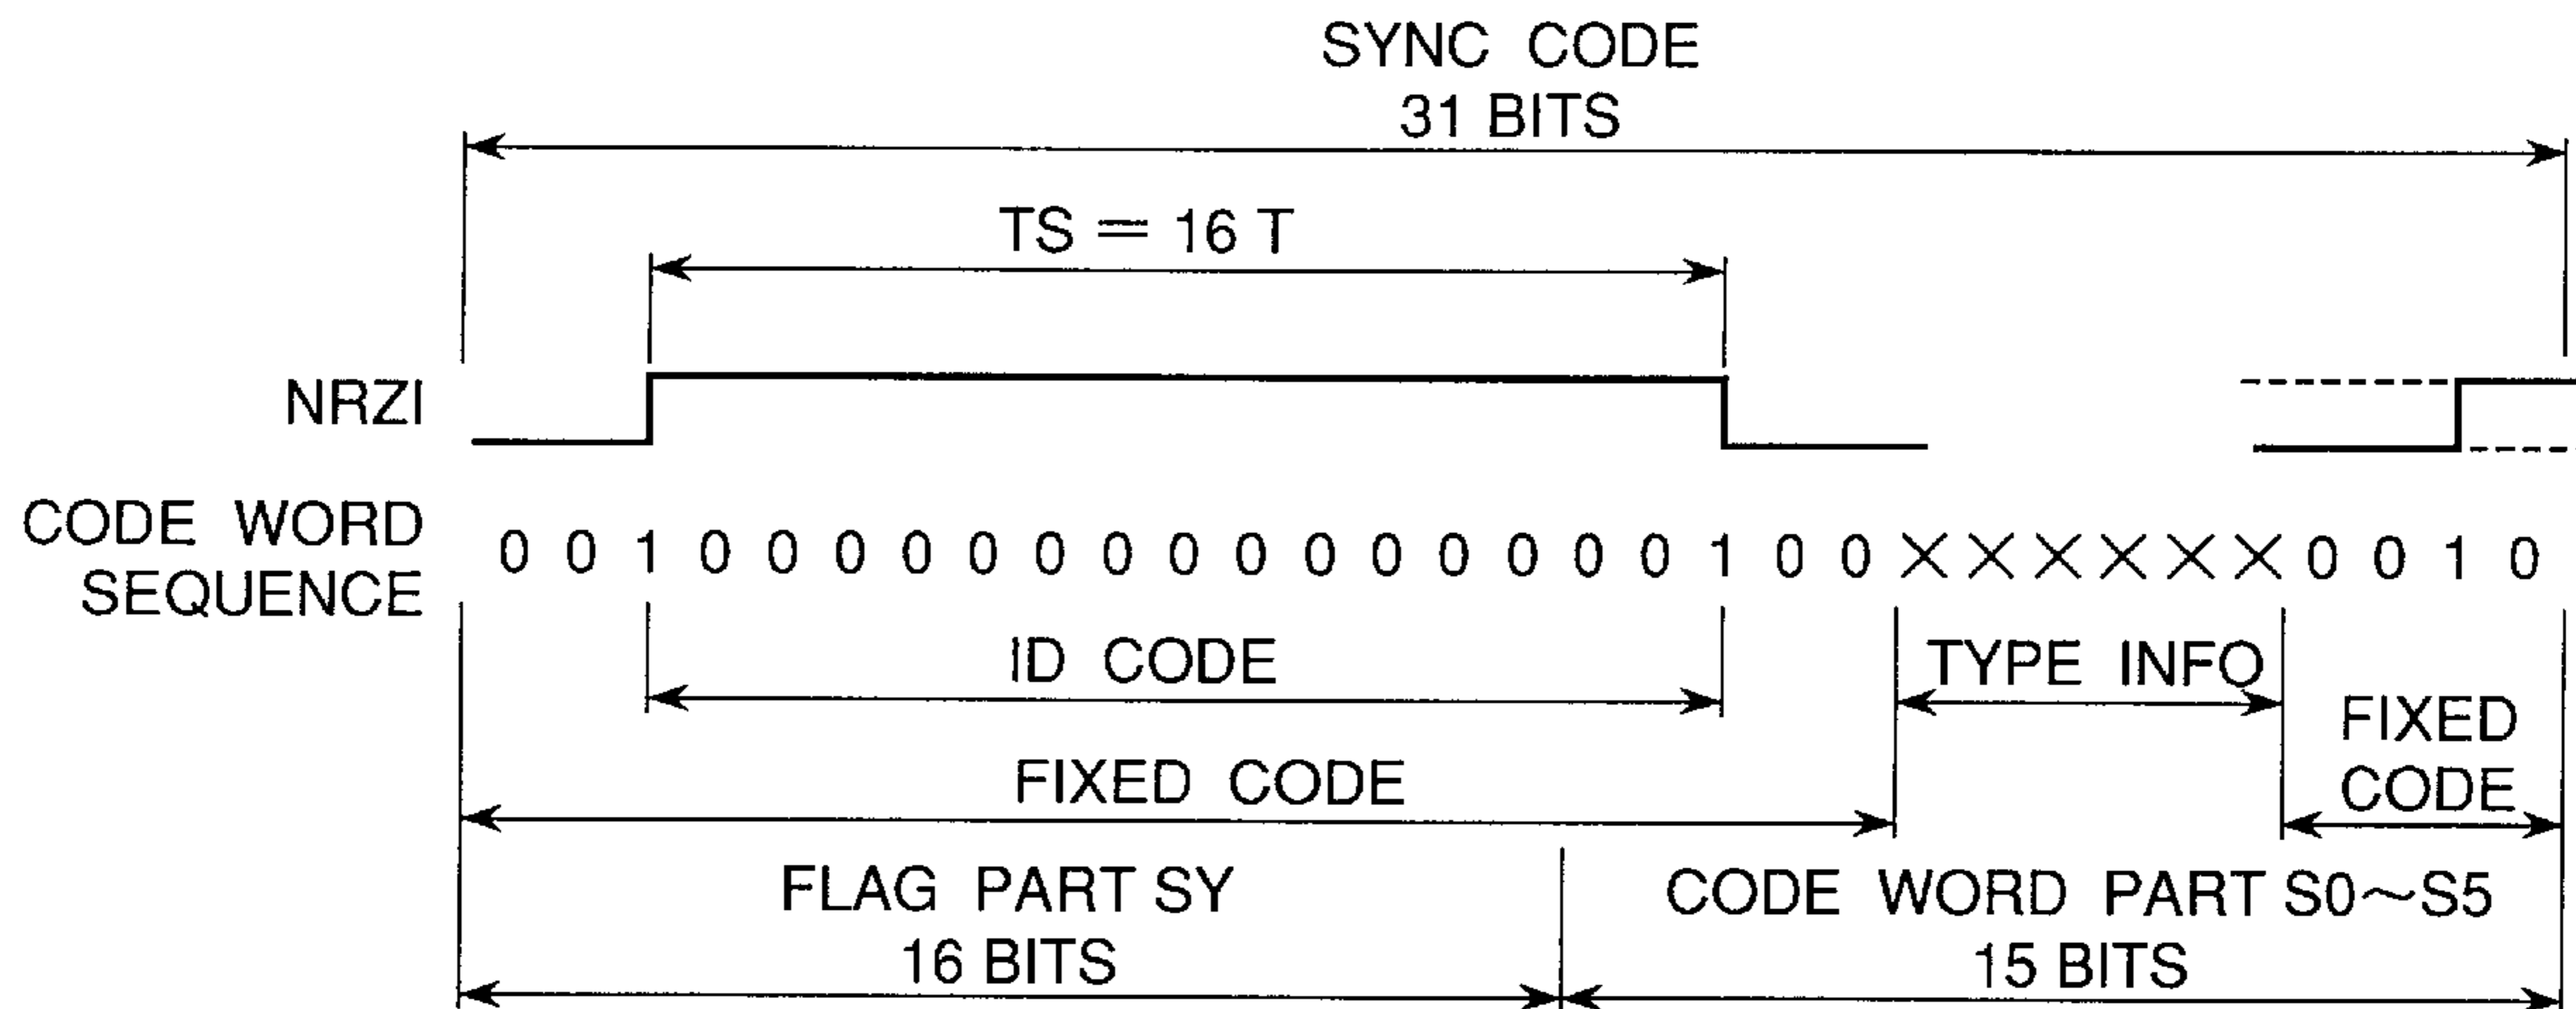 SYNC CODE
31 BITS
TS = 16 T
NRZI
CODE WORD
SEQUENCE
0 0 1 0 0 0 0 0 0 0 0 0 0 0 0 0 0 0 1 0 0 X X X X X X 0 0 1 0
ID CODE
TYPE INFO
FIXED CODE
FIXED
CODE
FLAG PART SY
16 BITS
CODE WORD PART S0~S5
15 BITS